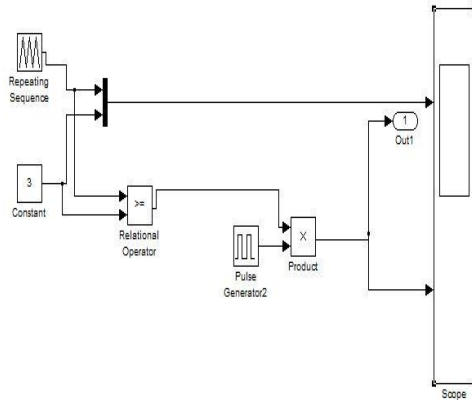 Repeating
Sequence
3
Constant
>=
Relational
Operator
Pulse
Generator2
X
Product
1
Out1
Scope